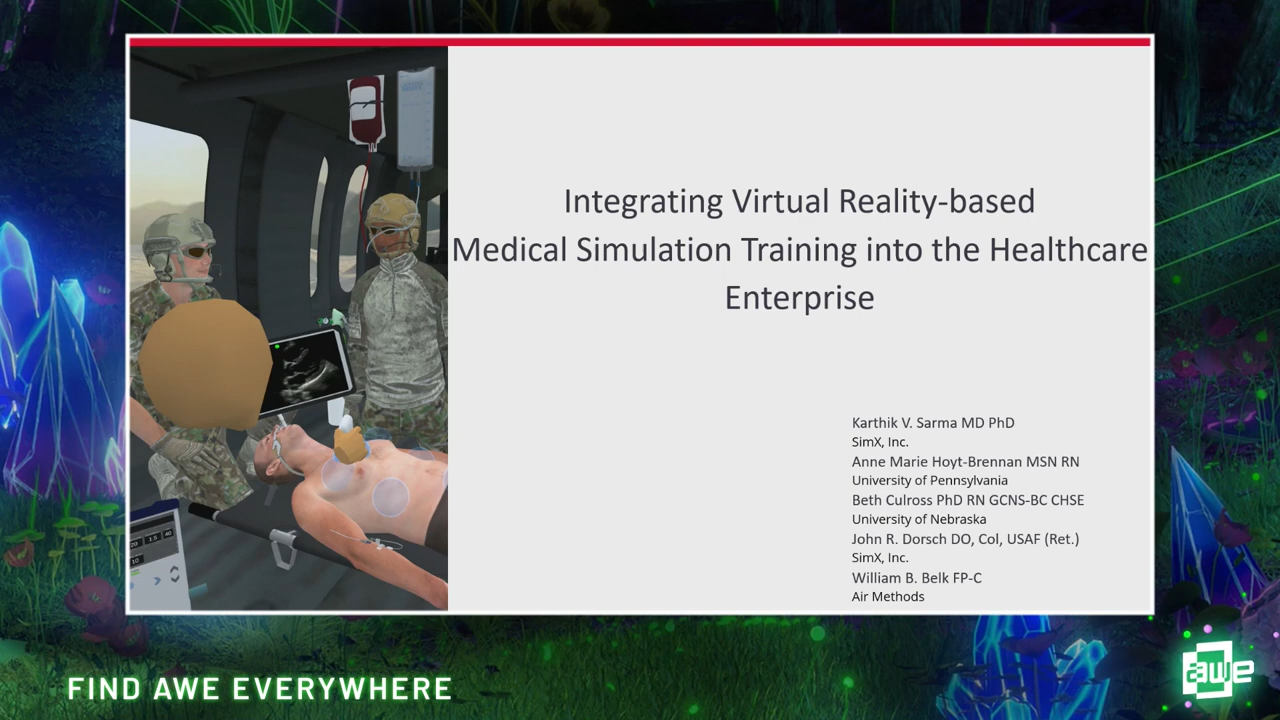 Integrating Virtual Reality-based
Medical Simulation Training into the Healthcare
Enterprise
Karthik V. Sarma MD PhD
SimX, Inc.
Anne Marie Hoyt-Brennan MSN RN
University of Pennsylvania
Beth Culross PhD RN GCNS-BC CHSE
University of Nebraska
John R. Dorsch DO, Col, USAF (Ret.)
SimX, Inc.
William B. Belk FP-C
Air Methods
FIND AWE EVERYWHERE
awe